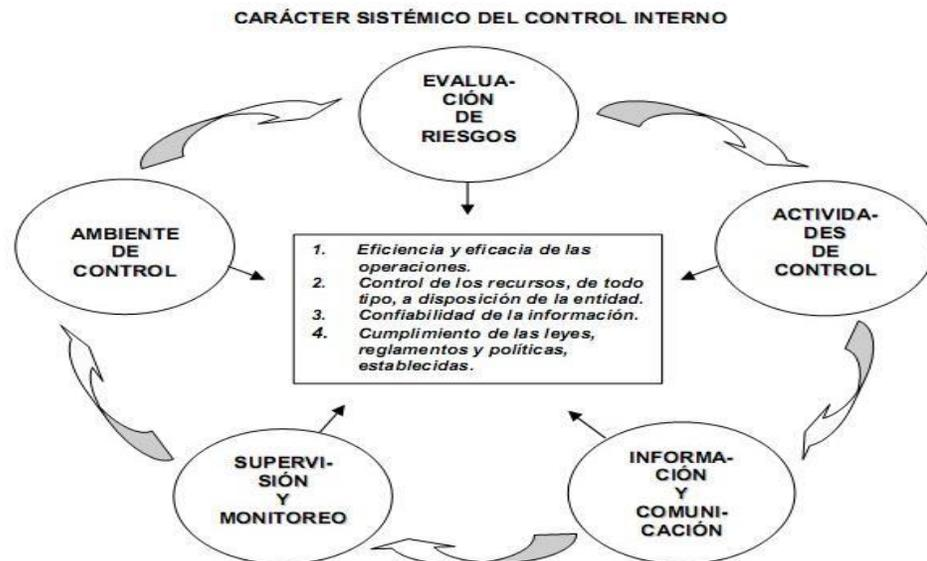 CARÁCTER SISTÉMICO DEL CONTROL INTERNO
EVALUA-
CIÓN
DE
RIESGOS
AMBIENTE
DE
CONTROL
ACTIVIDA-
DES
DE
CONTROL
1. Eficiencia y eficacia de las
operaciones.
2. Control de los recursos, de todo
tipo, a disposición de la entidad.
3. Confiabilidad de la información.
4. Cumplimiento de las leyes,
reglamentos y políticas,
establecidas.
SUPERVI-
SIÓN
Y
MONITOREO
INFORMA-
CIÓN
Y
COMUNI-
CACIÓN